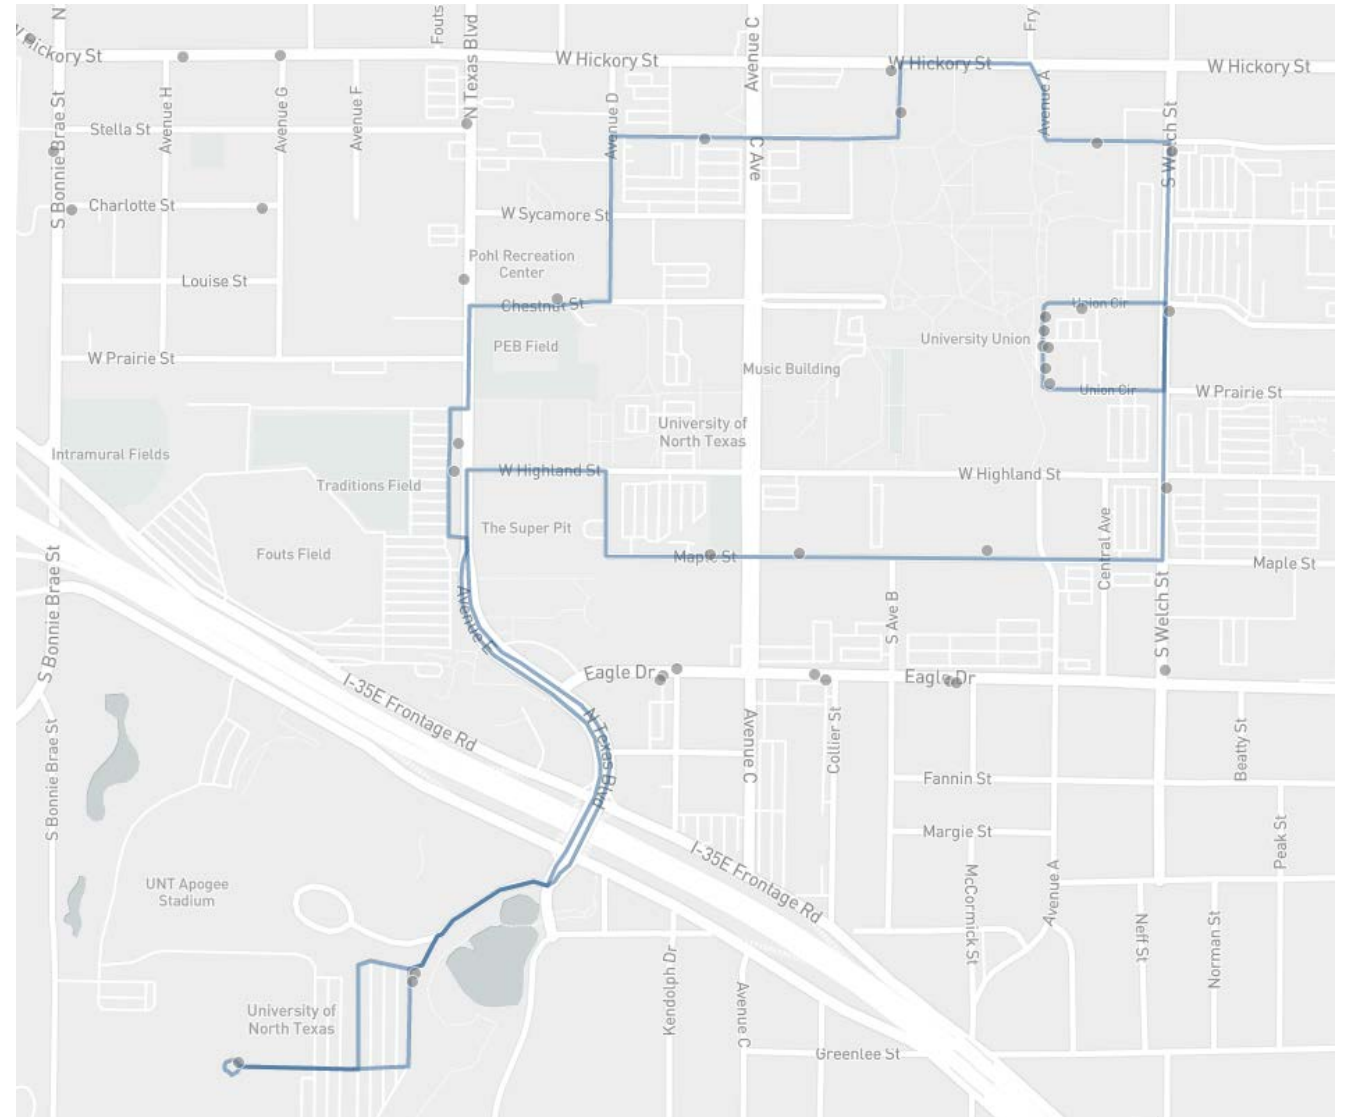 N
Fouts
N Texas Blvd
Avenue C
Fry
W Hickory St
W Hickory St
W Hickory St
W Hickory St
S Bonnie Brae St
Avenue H
Avenue G
Avenue F
Avenue D
Avenue A
S Welch St
Stella St
C Ave
Charlotte St
W Sycamore St
Pohl Recreation
Center
Louise St
Chestnut St
Union Cir
University Union
PEB Field
W Prairie St
Music Building
Union Cir
W Prairie St
University of
North Texas
Intramural Fields
Traditions Field
W Highland St
W Highland St
The Super Pit
Fouts Field
Maple St
Central Ave
Maple St
S Bonnie Brae St
Avenue E
S Ave B
S Welch St
Eagle Dr
Eagle Dr
I-35E Frontage Rd
N Texas Blvd
Avenue C
Collier St
Beatty St
S Bonnie Brae St
Fannin St
Margie St
Peak St
I-35E Frontage Rd
UNT Apogee
Stadium
McCormick St
Avenue A
Neff St
Norman St
Kendolph Dr
Avenue C
University of
North Texas
Greenlee St